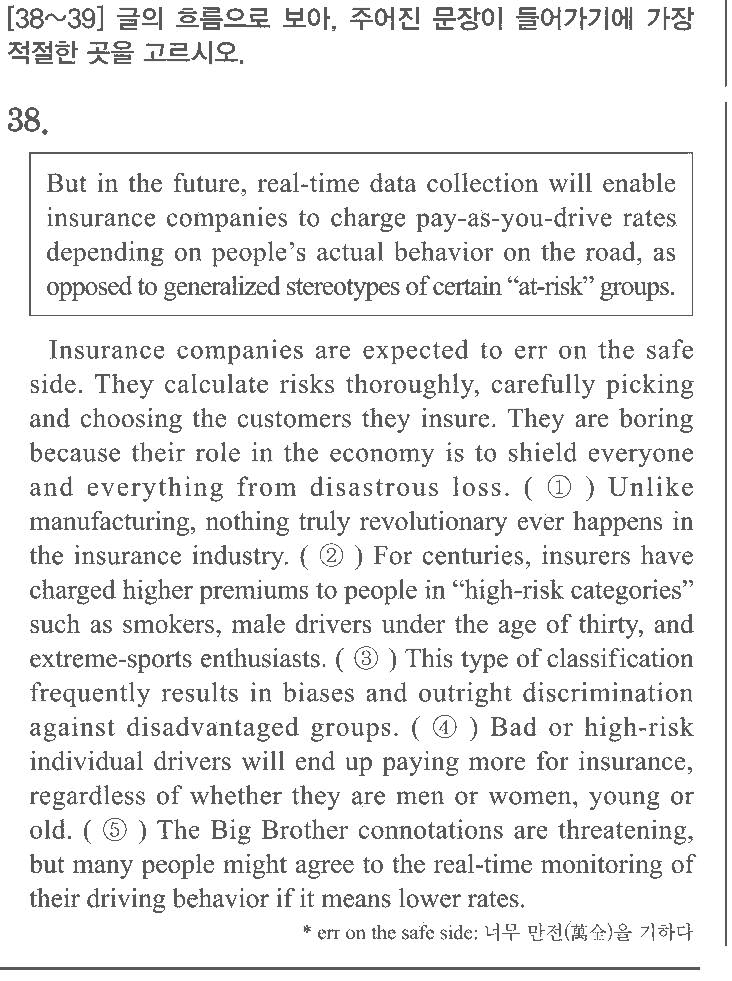 [38~39] 글의 흐름으로 보아, 주어진 문장이 들어가기에 가장
적절한 곳을 고르시오.
38.
But in the future, real-time data collection will enable
insurance companies to charge pay-as-you-drive rates
depending on people's actual behavior on the road, as
opposed to generalized stereotypes of certain “at-risk” groups.
Insurance companies are expected to err on the safe
side. They calculate risks thoroughly, carefully picking
and choosing the customers they insure. They are boring
because their role in the economy is to shield everyone
and everything from disastrous loss. ( ① ) Unlike
manufacturing, nothing truly revolutionary ever happens in
the insurance industry. ( ② ) For centuries, insurers have
charged higher premiums to people in “high-risk categories”
such as smokers, male drivers under the age of thirty, and
extreme-sports enthusiasts. ( ③ ) This type of classification
frequently results in biases and outright discrimination
against disadvantaged groups. ( ④ ) Bad or high-risk
individual drivers will end up paying more for insurance,
regardless of whether they are men or women, young or
old. ( ⑤ ) The Big Brother connotations are threatening,
but many people might agree to the real-time monitoring of
their driving behavior if it means lower rates.
* err on the safe side: 너무 만전(萬全)을 기하다